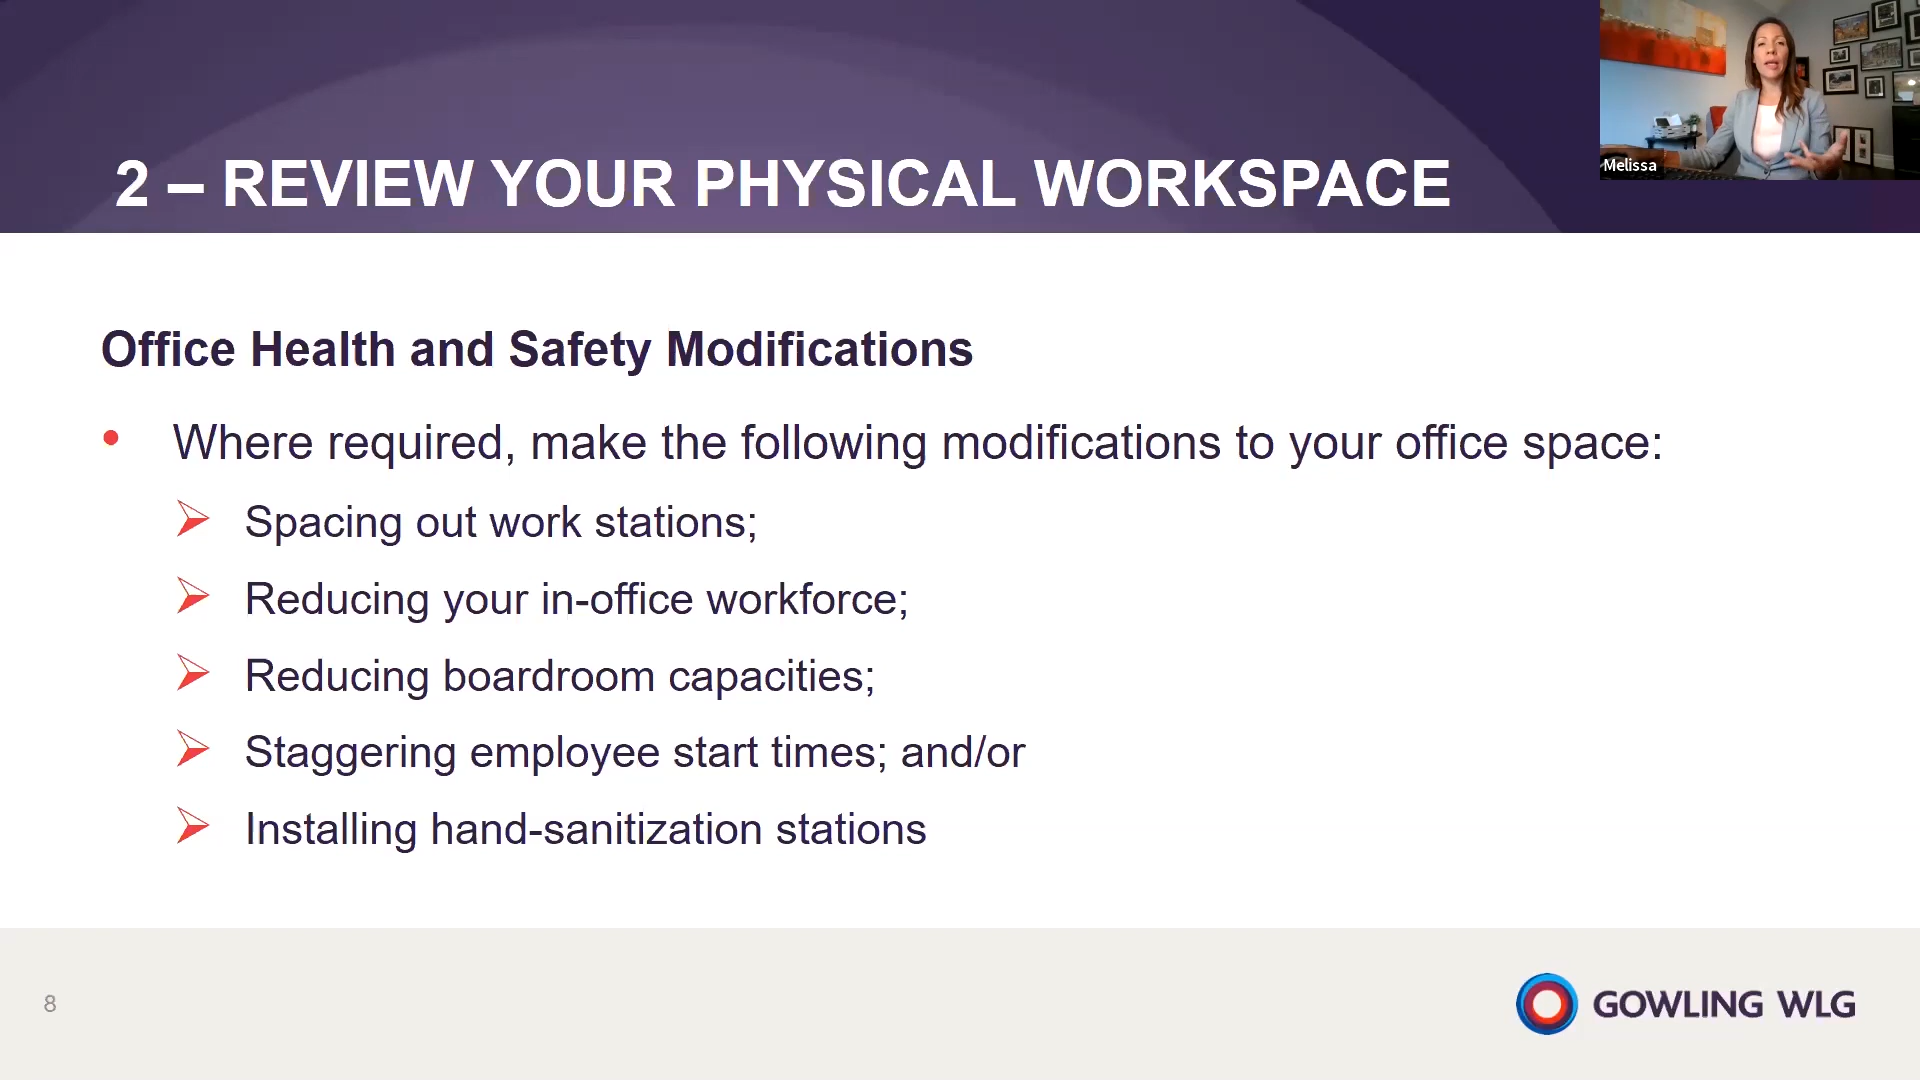 2 – REVIEW YOUR PHYSICAL WORKSPACE
Melissa
Office Health and Safety Modifications
• Where required, make the following modifications to your office space:
➢ Spacing out work stations;
➢ Reducing your in-office workforce;
➢ Reducing boardroom capacities;
➢ Staggering employee start times; and/or
➢ Installing hand-sanitization stations
8
GOWLING WLG